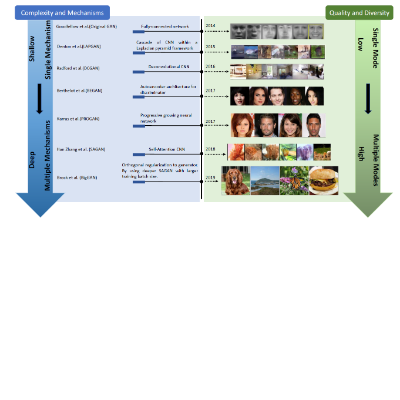 Complexity and Mechanisms
Quality and Diversity
Shallow
Single Mechanism
Deep
Multiple Mechanisms
Goodfellow et al.(Original GAN)
Fully connected network
2014
Denton et al.(LAPGAN)
Cascade of CNN within a
Laplacian pyramid framework
2015
Radford et al.(DCGAN)
Deconvolutional CNN
2016
Berthelot et al.(BEGAN)
Autoencoder architecture for
discriminator
2017
Karras et al.(PROGAN)
Progressive growing neural
network
2017
Han Zhang et al.(SAGAN)
Self-Attention CNN
2018
Brock et al.(BigGAN)
Orthogonal regularization to generator.
By using deeper SAGAN with larger
training batch size.
2019
Single Mode
Low
Multiple Modes
High